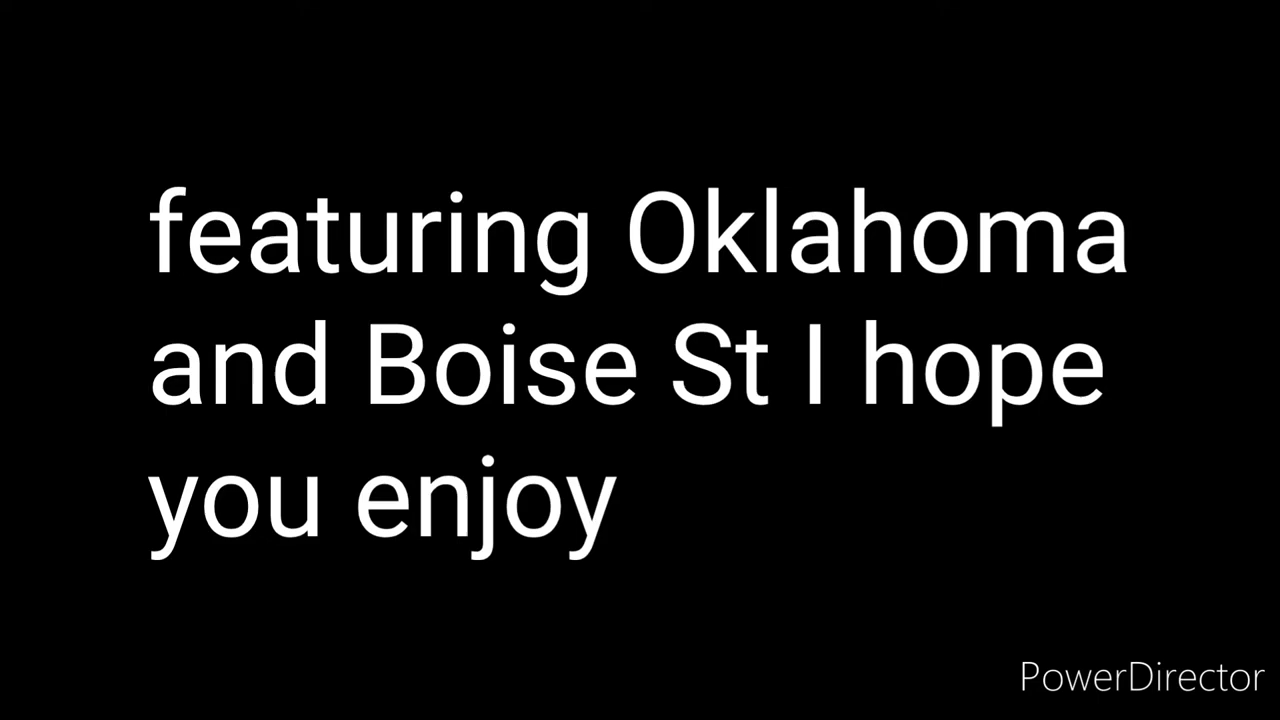 featuring Oklahoma
and Boise St I hope
you enjoy
PowerDirector